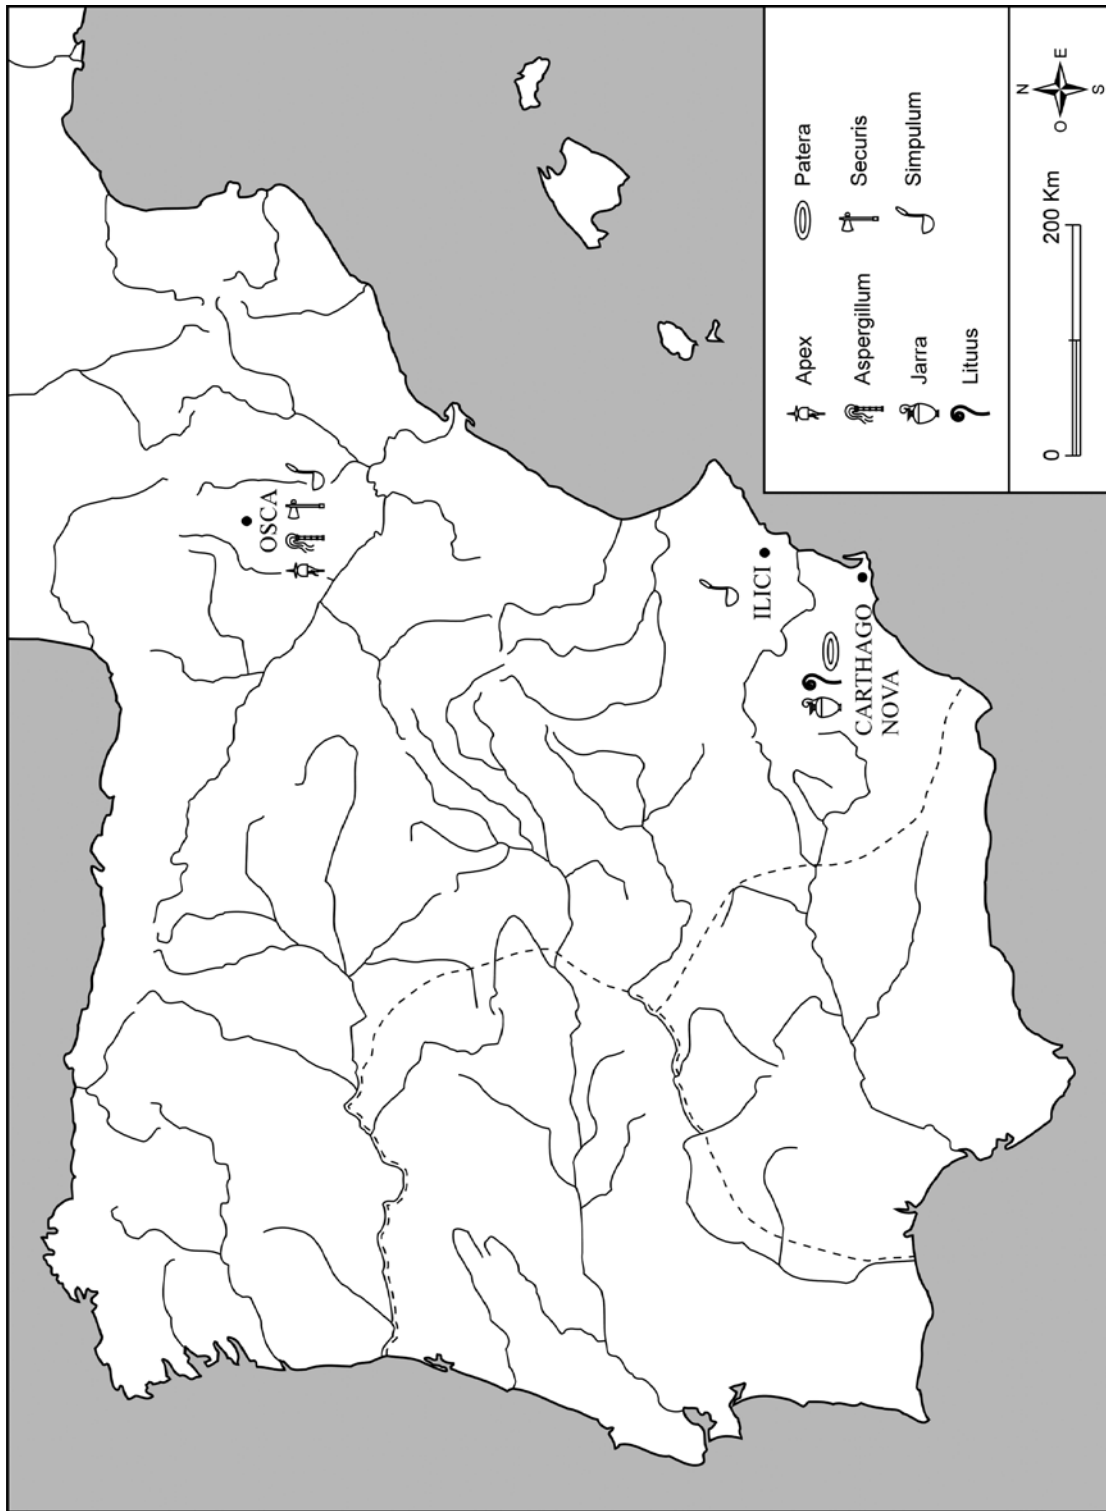 OSCA
ILICI
CARTHAGO
NOVA
Apex
Patera
Aspergillum
Securis
Jarra
Simpulum
Lituus
0
200 Km
N
O
E
S